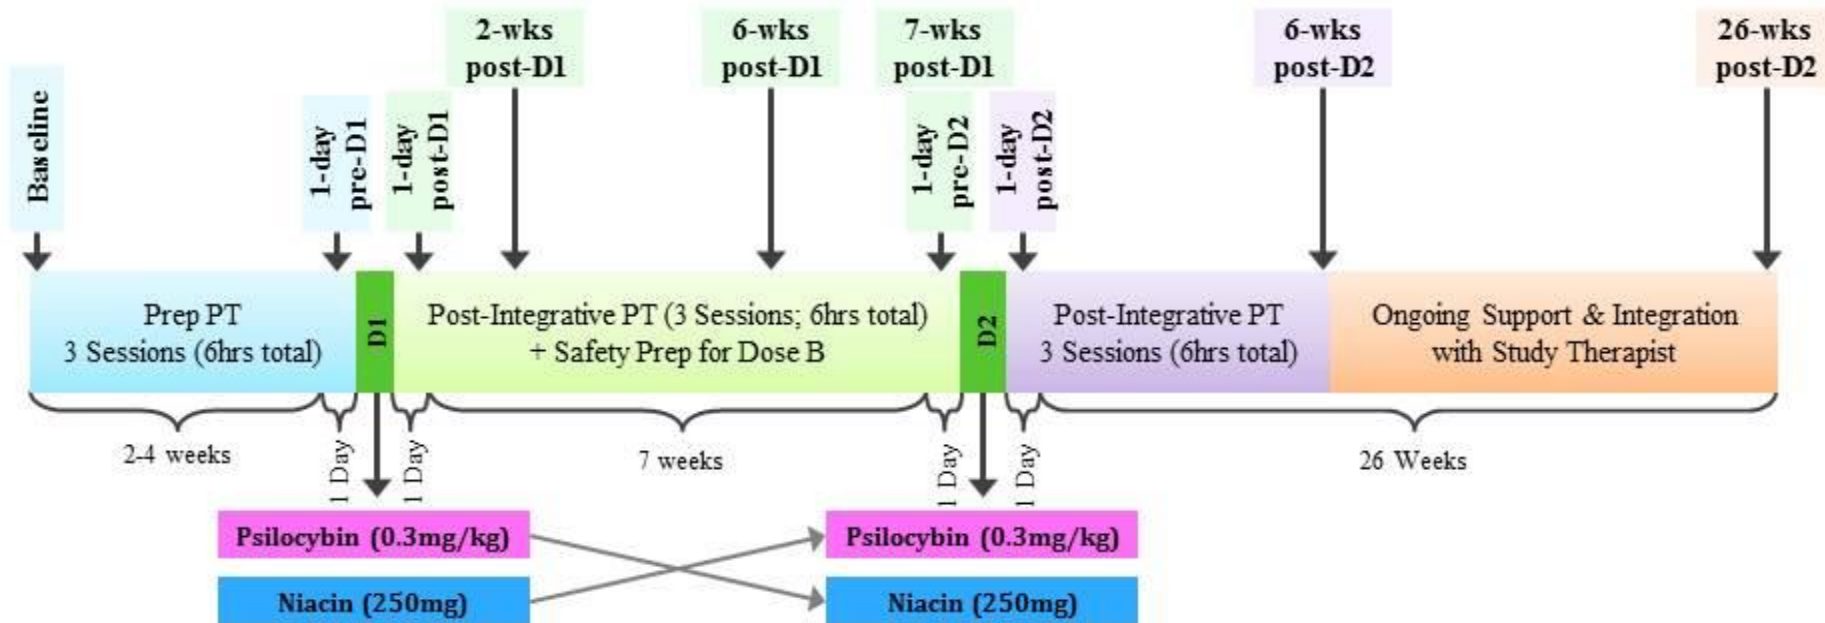 Baseline
1-day
pre-D1
1-day
post-D1
2-wks
post-D1
6-wks
post-D1
7-wks
post-D1
1-day
pre-D2
1-day
post-D2
6-wks
post-D2
26-wks
post-D2
Prep PT
3 Sessions (6hrs total)
D1
Post-Integrative PT (3 Sessions; 6hrs total)
+ Safety Prep for Dose B
D2
Post-Integrative PT
3 Sessions (6hrs total)
Ongoing Support & Integration
with Study Therapist
2-4 weeks
1 Day
1 Day
7 weeks
1 Day
1 Day
26 Weeks
Psilocybin (0.3mg/kg)
Niacin (250mg)
Psilocybin (0.3mg/kg)
Niacin (250mg)